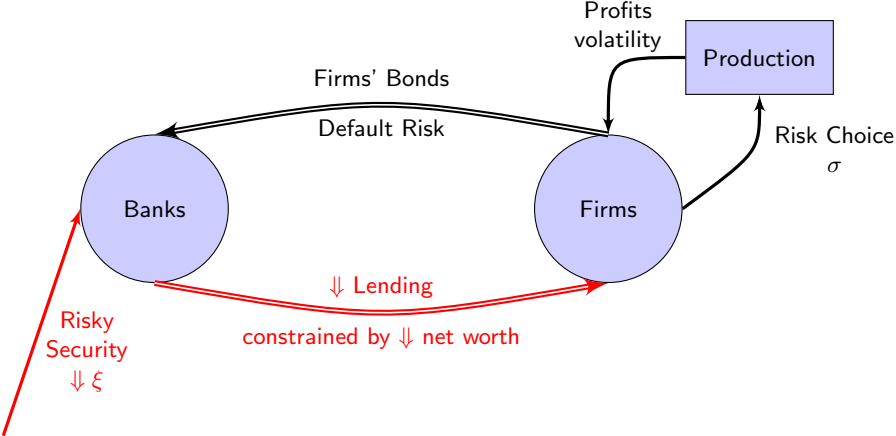 Profits
volatility
Production
Firms' Bonds
Default Risk
Risk Choice
σ
Banks
Firms
⇓ Lending
constrained by ⇓ net worth
Risky
Security
⇓ ξ